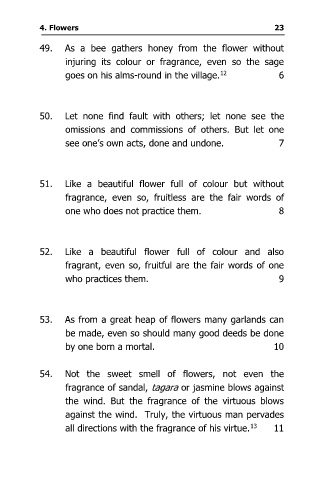 4. Flowers 23
49. As a bee gathers honey from the flower without
injuring its colour or fragrance, even so the sage
goes on his alms-round in the village.12 6
50. Let none find fault with others; let none see the
omissions and commissions of others. But let one
see one's own acts, done and undone. 7
51. Like a beautiful flower full of colour but without
fragrance, even so, fruitless are the fair words of
one who does not practice them. 8
52. Like a beautiful flower full of colour and also
fragrant, even so, fruitful are the fair words of one
who practices them. 9
53. As from a great heap of flowers many garlands can
be made, even so should many good deeds be done
by one born a mortal. 10
54. Not the sweet smell of flowers, not even the
fragrance of sandal, tagara or jasmine blows against
the wind. But the fragrance of the virtuous blows
against the wind. Truly, the virtuous man pervades
all directions with the fragrance of his virtue.13 11